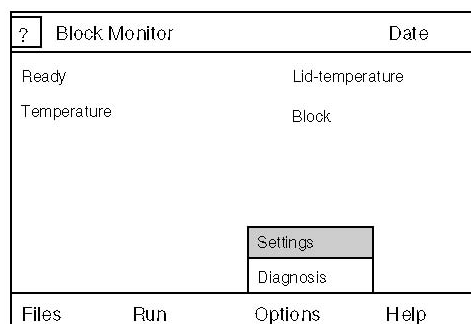 ? Block Monitor Date
Ready Lid-temperature
Temperature Block
Settings
Diagnosis
Files Run Options Help